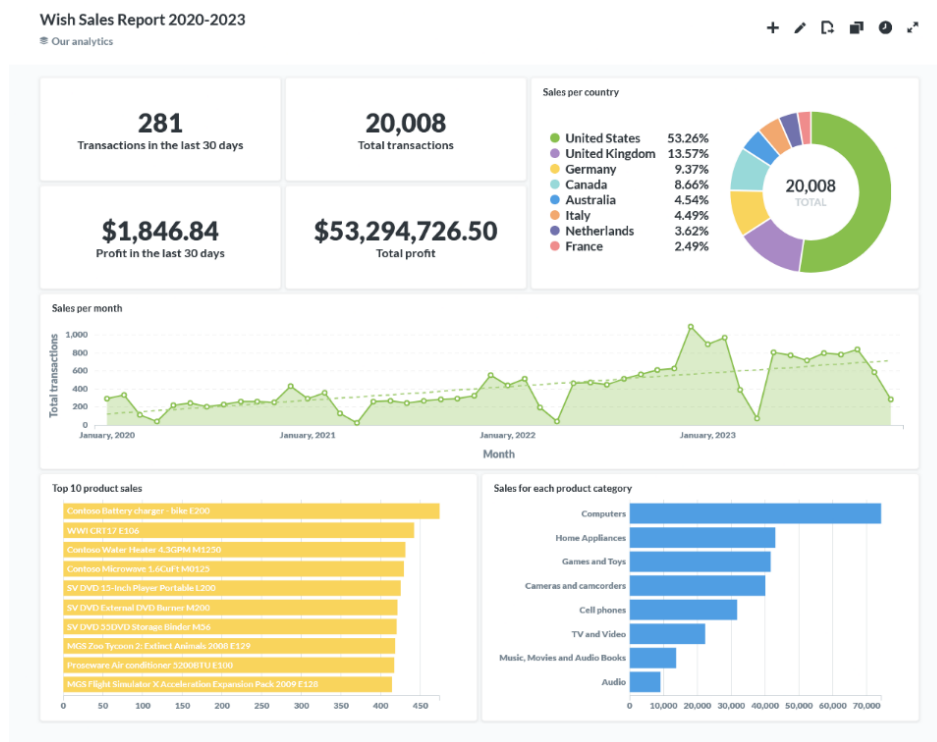 Wish Sales Report 2020-2023
Our analytics
281
Transactions in the last 30 days
20,008
Total transactions
$1,846.84
Profit in the last 30 days
$53,294,726.50
Total profit
Sales per country
United States 53.26%
United Kingdom 13.57%
Germany 9.37%
Canada 8.66%
Australia 4.54%
Italy 4.49%
Netherlands 3.62%
France 2.49%
20,008
TOTAL
Sales per month
Total transactions
1,000
800
600
400
200
0
January, 2020 January, 2021 January, 2022 January, 2023
Month
Top 10 product sales
Contoso Battery charger - bike E200
WWI CRT17 E106
Contoso Water Heater 4.3GPM M1250
Contoso Microwave 1.6CuFt M0125
SV DVD 15-Inch Player Portable L200
SV DVD External DVD Burner M200
SV DVD 55DVD Storage Binder M56
MGS Zoo Tycoon 2: Extinct Animals 2008 E129
Proseware Air conditioner 5200BTU E100
MGS Flight Simulator X Acceleration Expansion Pack 2009 E128
0 50 100 150 200 250 300 350 400 450
Sales for each product category
Computers
Home Appliances
Games and Toys
Cameras and camcorders
Cell phones
TV and Video
Music, Movies and Audio Books
Audio
0 10,000 20,000 30,000 40,000 50,000 60,000 70,000